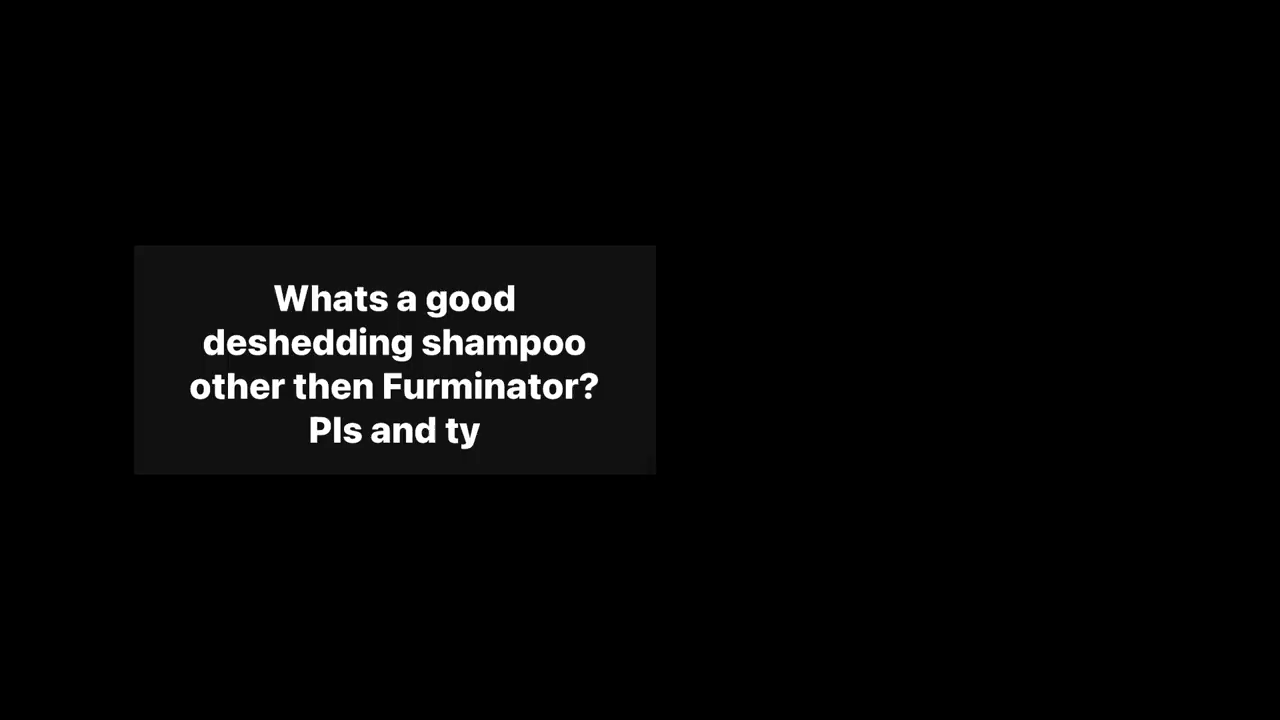 Whats a good
deshedding shampoo
other then Furminator?
Pls and ty